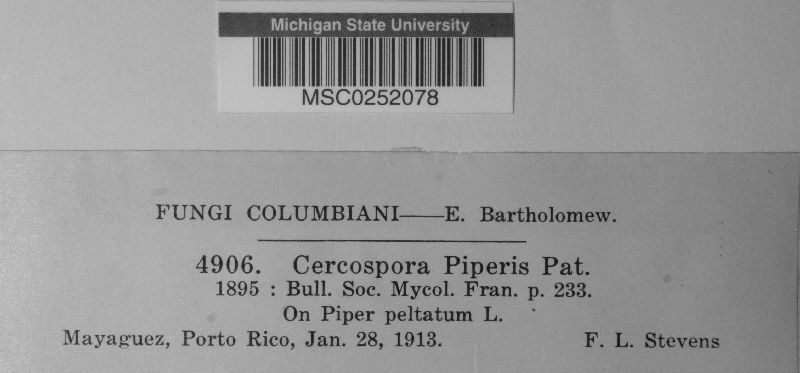 Michigan State University
MSC0252078
FUNGI COLUMBIANI——E. Bartholomew.
4906. Cercospora Piperis Pat.
1895 : Bull. Soc. Mycol. Fran. p. 233.
On Piper peltatum L.
Mayaguez, Porto Rico, Jan. 28, 1913. F. L. Stevens